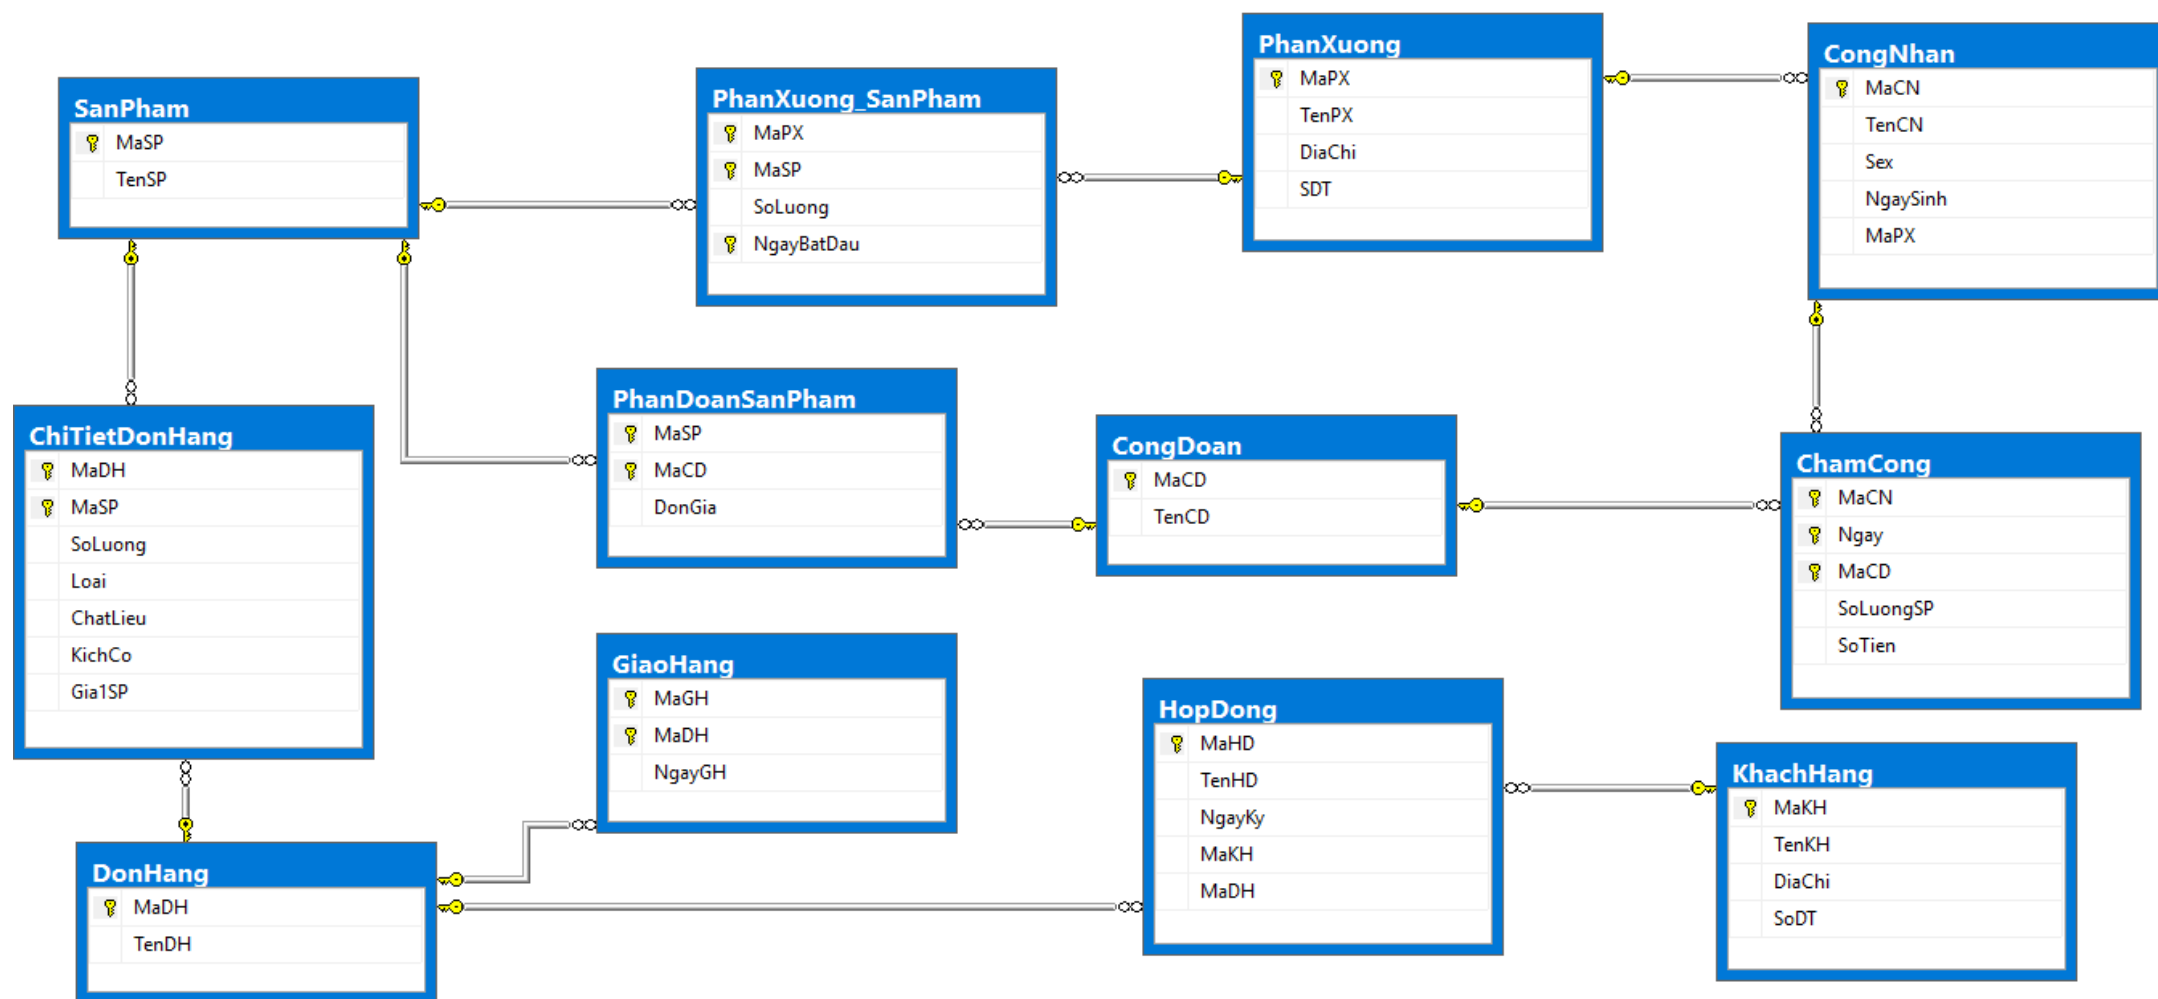 SanPham
MaSP
TenSP
PhanXuong_SanPham
MaPX
MaSP
SoLuong
NgayBatDau
PhanXuong
MaPX
TenPX
DiaChi
SDT
CongNhan
MaCN
TenCN
Sex
NgaySinh
MaPX
ChiTietDonHang
MaDH
MaSP
SoLuong
Loai
ChatLieu
KichCo
Gia1SP
PhanDoanSanPham
MaSP
MaCD
DonGia
CongDoan
MaCD
TenCD
ChamCong
MaCN
Ngay
MaCD
SoLuongSP
SoTien
GiaoHang
MaGH
MaDH
NgayGH
HopDong
MaHD
TenHD
NgayKy
MaKH
MaDH
KhachHang
MaKH
TenKH
DiaChi
SoDT
DonHang
MaDH
TenDH